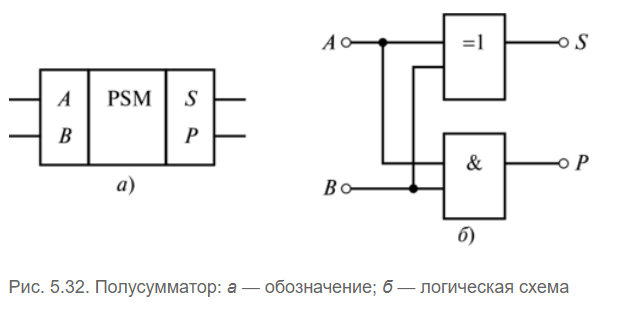 A =1 S
A PSM S
B P
& P
B
а)
б)
Рис. 5.32. Полусумматор: а — обозначение; б — логическая схема